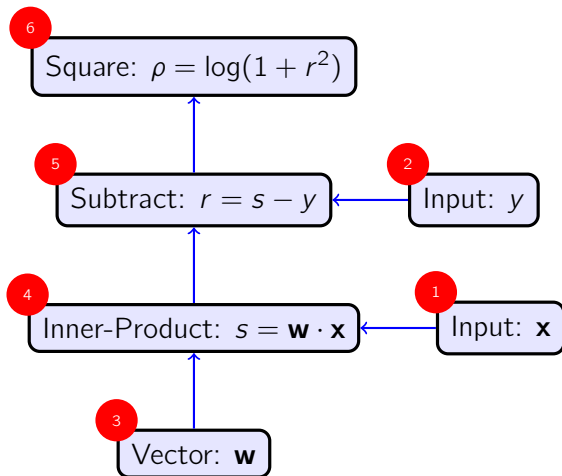 6
Square: ρ = log(1 + r²)
5
Subtract: r = s − y
2
Input: y
4
Inner-Product: s = w · x
1
Input: x
3
Vector: w